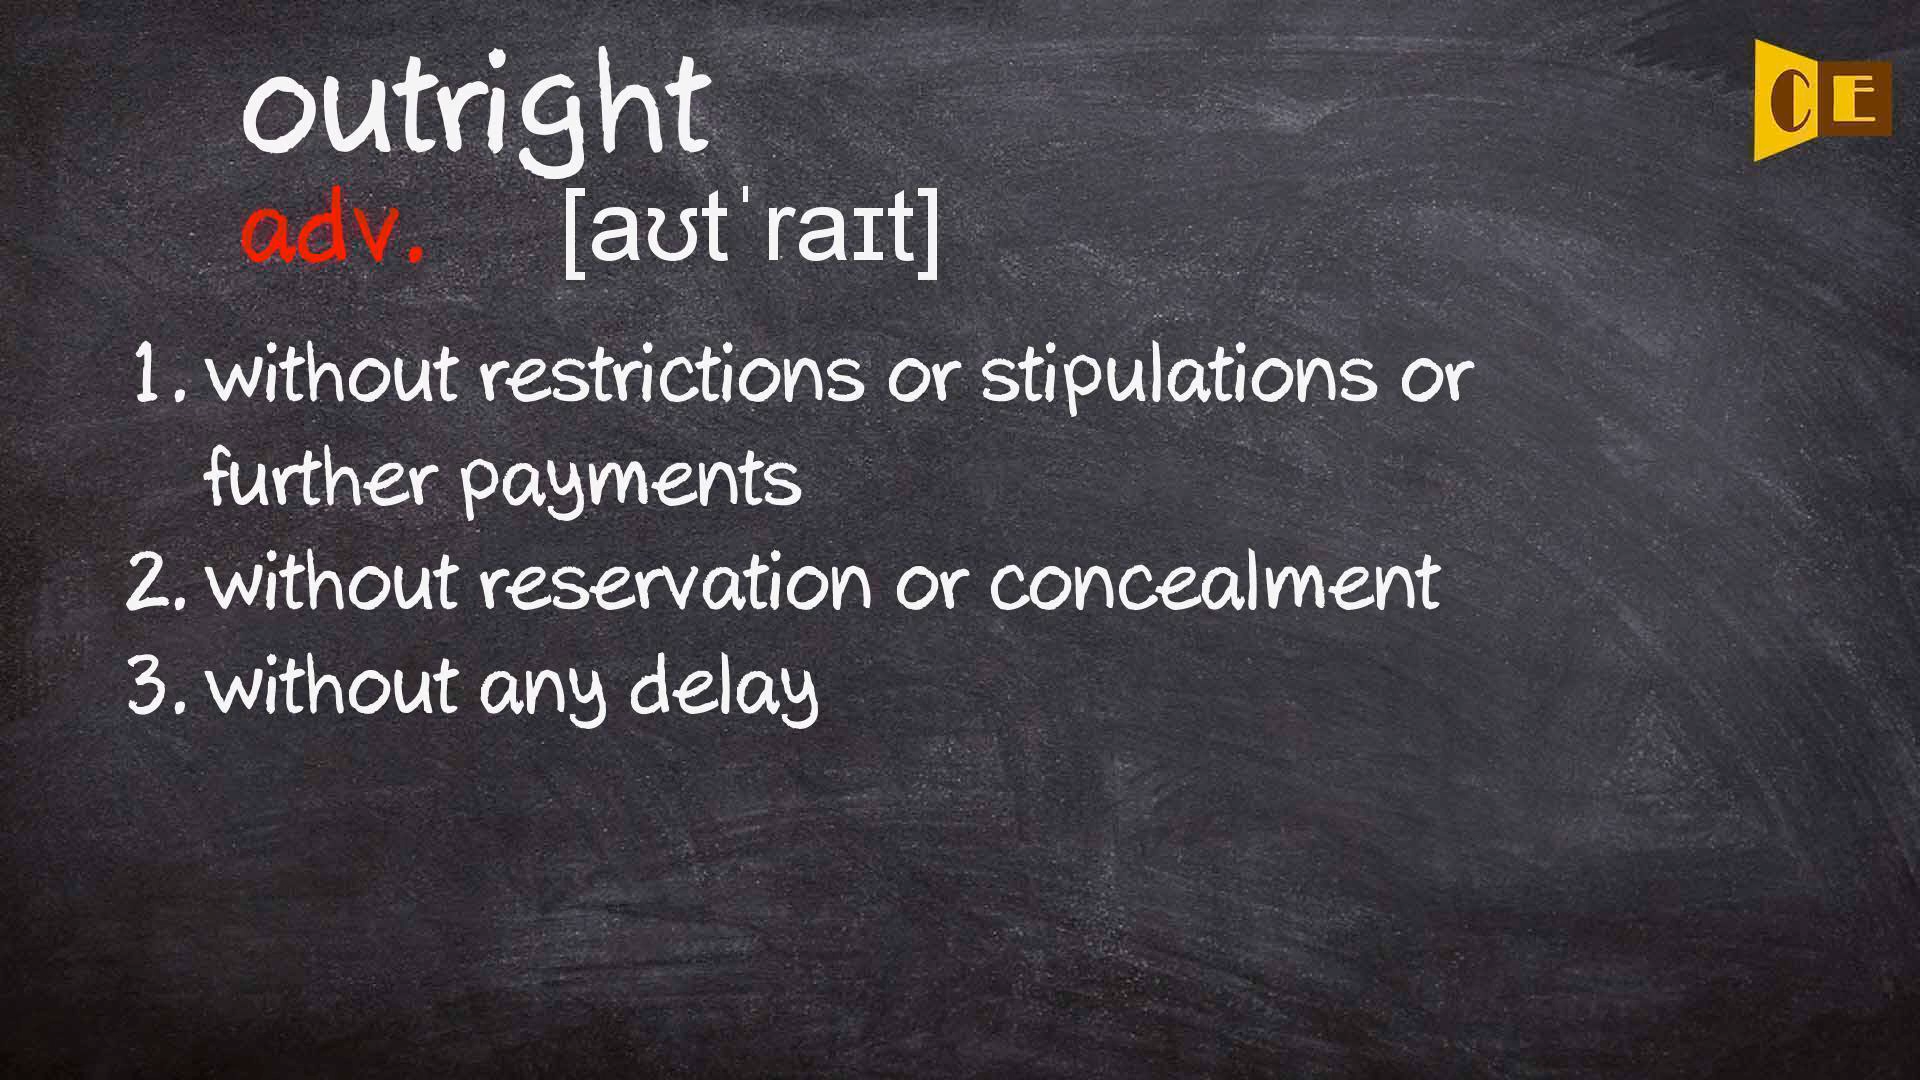 outright
CE
adv. [aʊtˈraɪt]
1. without restrictions or stipulations or
further payments
2. without reservation or concealment
3. without any delay